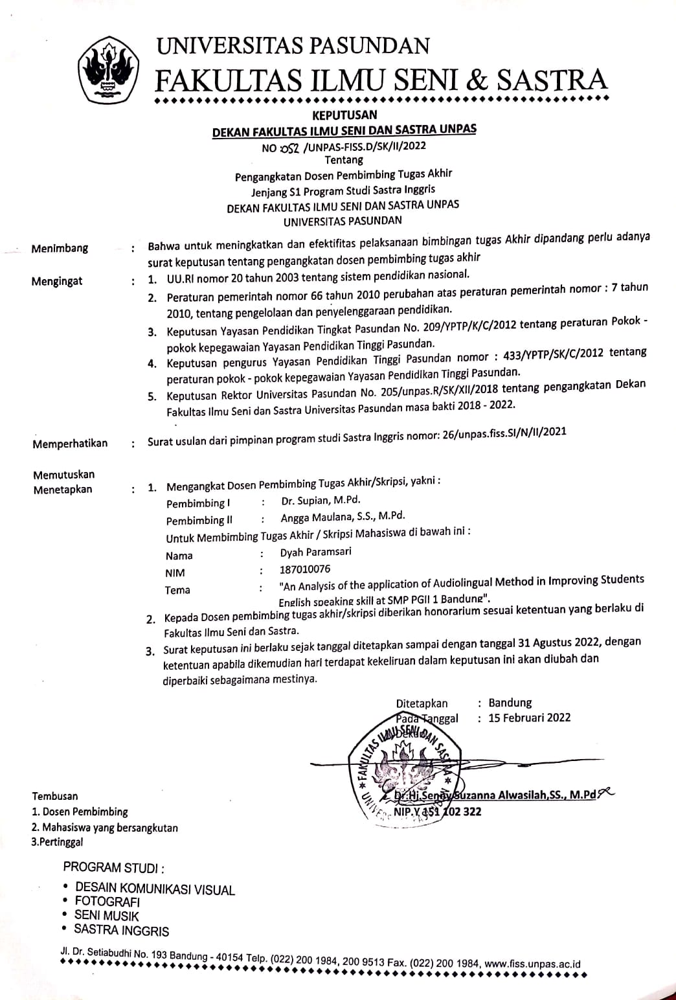 UNIVERSITAS PASUNDAN
FAKULTAS ILMU SENI & SASTRA
KEPUTUSAN
DEKAN FAKULTAS ILMU SENI DAN SASTRA UNPAS
NO :052 /UNPAS-FISS.D/SK/II/2022
Tentang
Pengangkatan Dosen Pembimbing Tugas Akhir
Jenjang S1 Program Studi Sastra Inggris
DEKAN FAKULTAS ILMU SENI DAN SASTRA UNPAS
UNIVERSITAS PASUNDAN
Menimbang : Bahwa untuk meningkatkan dan efektifitas pelaksanaan bimbingan tugas Akhir dipandang perlu adanya
surat keputusan tentang pengangkatan dosen pembimbing tugas akhir
Mengingat : 1. UU.RI nomor 20 tahun 2003 tentang sistem pendidikan nasional.
2. Peraturan pemerintah nomor 66 tahun 2010 perubahan atas peraturan pemerintah nomor : 7 tahun
2010, tentang pengelolaan dan penyelenggaraan pendidikan.
3. Keputusan Yayasan Pendidikan Tingkat Pasundan No. 209/YPTP/K/C/2012 tentang peraturan Pokok -
pokok kepegawaian Yayasan Pendidikan Tinggi Pasundan.
4. Keputusan pengurus Yayasan Pendidikan Tinggi Pasundan nomor : 433/YPTP/SK/C/2012 tentang
peraturan pokok - pokok kepegawaian Yayasan Pendidikan Tinggi Pasundan.
5. Keputusan Rektor Universitas Pasundan No. 205/unpas.R/SK/XII/2018 tentang pengangkatan Dekan
Fakultas Ilmu Seni dan Sastra Universitas Pasundan masa bakti 2018 - 2022.
Memperhatikan : Surat usulan dari pimpinan program studi Sastra Inggris nomor: 26/unpas.fiss.SI/N/II/2021
Memutuskan
Menetapkan : 1. Mengangkat Dosen Pembimbing Tugas Akhir/Skripsi, yakni :
Pembimbing I : Dr. Supian, M.Pd.
Pembimbing II : Angga Maulana, S.S., M.Pd.
Untuk Membimbing Tugas Akhir / Skripsi Mahasiswa di bawah ini :
Nama : Dyah Paramsari
NIM : 187010076
Tema : "An Analysis of the application of Audiolingual Method in Improving Students
English speaking skill at SMP PGII 1 Bandung".
2. Kepada Dosen pembimbing tugas akhir/skripsi diberikan honorarium sesuai ketentuan yang berlaku di
Fakultas Ilmu Seni dan Sastra.
3. Surat keputusan ini berlaku sejak tanggal ditetapkan sampai dengan tanggal 31 Agustus 2022, dengan
ketentuan apabila dikemudian hari terdapat kekeliruan dalam keputusan ini akan diubah dan
diperbaiki sebagaimana mestinya.
Ditetapkan : Bandung
Pada Tanggal : 15 Februari 2022
FAKULTAS ILMU SENI DAN SASTRA
Dr.Hj.Senny Suzanna Alwasilah,SS., M.Pd
NIP.Y 151 102 322
Tembusan
1. Dosen Pembimbing
2. Mahasiswa yang bersangkutan
3.Pertinggal
PROGRAM STUDI :
• DESAIN KOMUNIKASI VISUAL
• FOTOGRAFI
• SENI MUSIK
• SASTRA INGGRIS
Jl. Dr. Setiabudhi No. 193 Bandung - 40154 Telp. (022) 200 1984, 200 9513 Fax. (022) 200 1984, www.fiss.unpas.ac.id